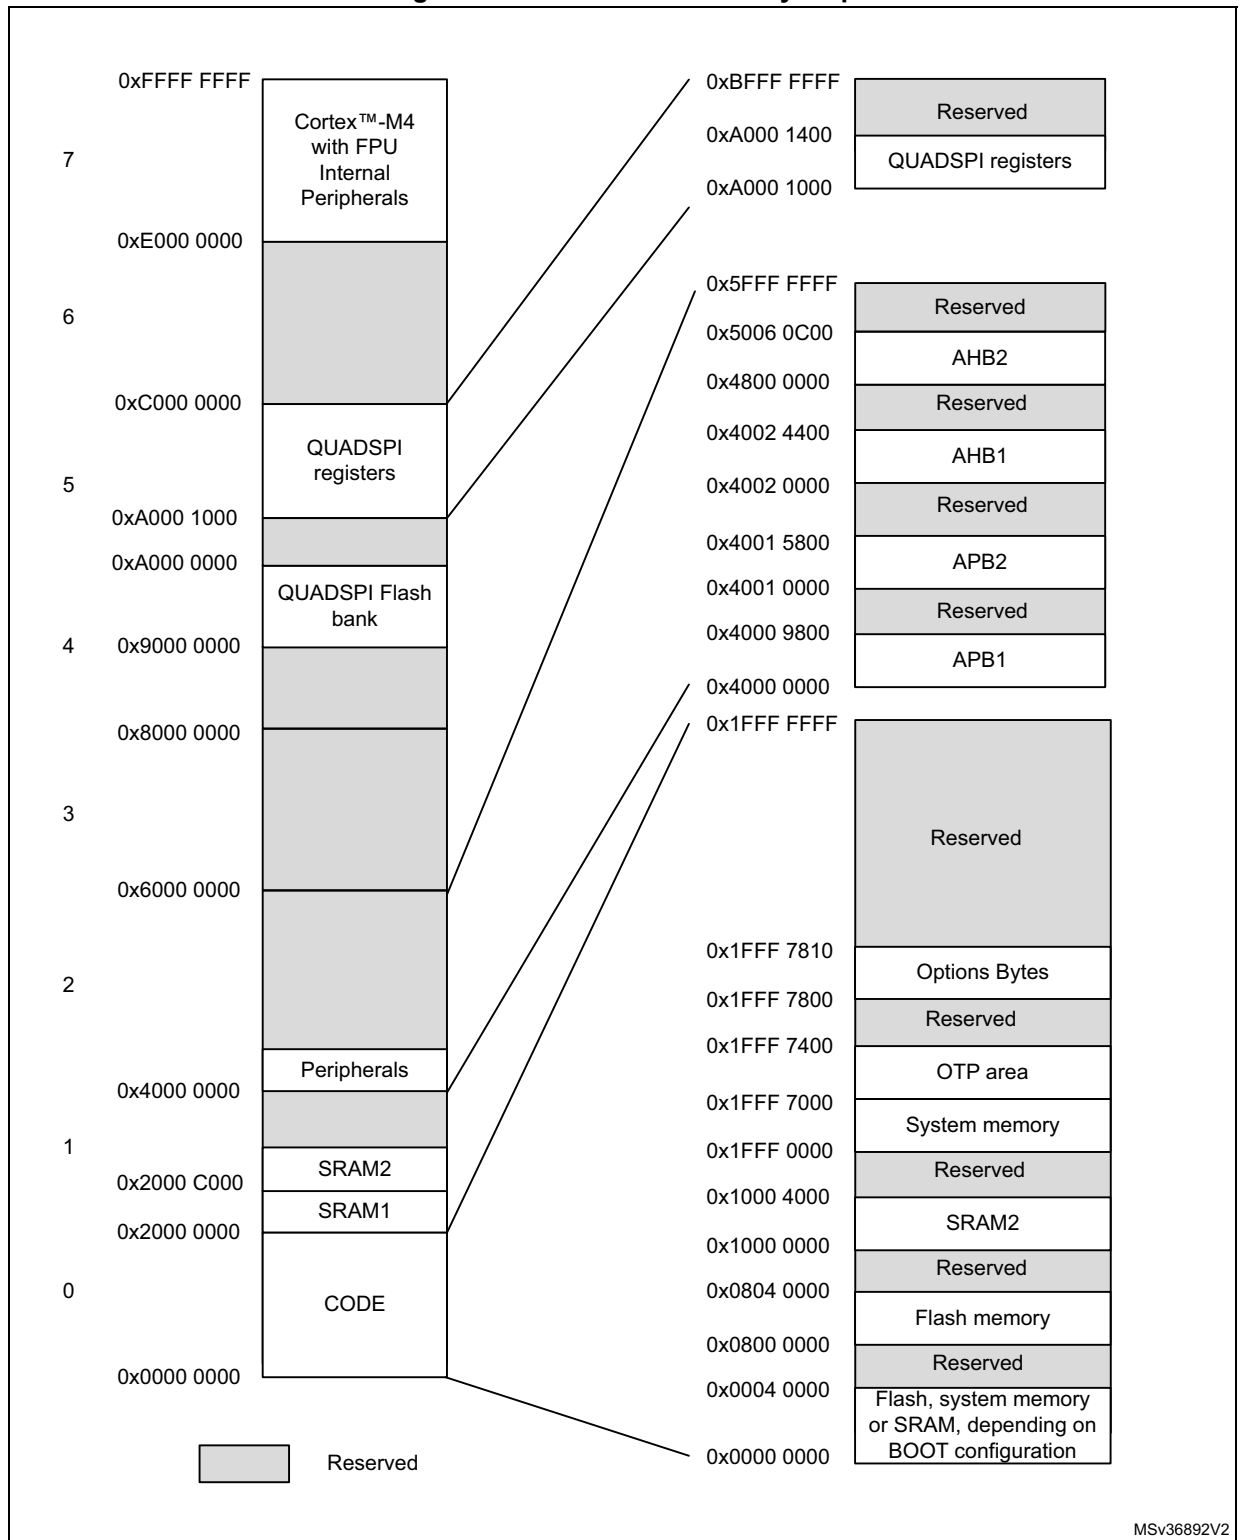 0xFFFF FFFF
Cortex™-M4
with FPU
Internal
Peripherals
7
0xE000 0000
6
0xC000 0000
QUADSPI
registers
5
0xA000 1000
0xA000 0000
QUADSPI Flash
bank
4
0x9000 0000
0x8000 0000
3
0x6000 0000
2
Peripherals
0x4000 0000
1
SRAM2
0x2000 C000
SRAM1
0x2000 0000
0
CODE
0x0000 0000
Reserved
0xBFFF FFFF
Reserved
0xA000 1400
QUADSPI registers
0xA000 1000
0x5FFF FFFF
Reserved
0x5006 0C00
AHB2
0x4800 0000
Reserved
0x4002 4400
AHB1
0x4002 0000
Reserved
0x4001 5800
APB2
0x4001 0000
Reserved
0x4000 9800
APB1
0x4000 0000
0x1FFF FFFF
Reserved
0x1FFF 7810
Options Bytes
0x1FFF 7800
Reserved
0x1FFF 7400
OTP area
0x1FFF 7000
System memory
0x1FFF 0000
Reserved
0x1000 4000
SRAM2
0x1000 0000
Reserved
0x0804 0000
Flash memory
0x0800 0000
Reserved
0x0004 0000
Flash, system memory
or SRAM, depending on
BOOT configuration
0x0000 0000
MSv36892V2